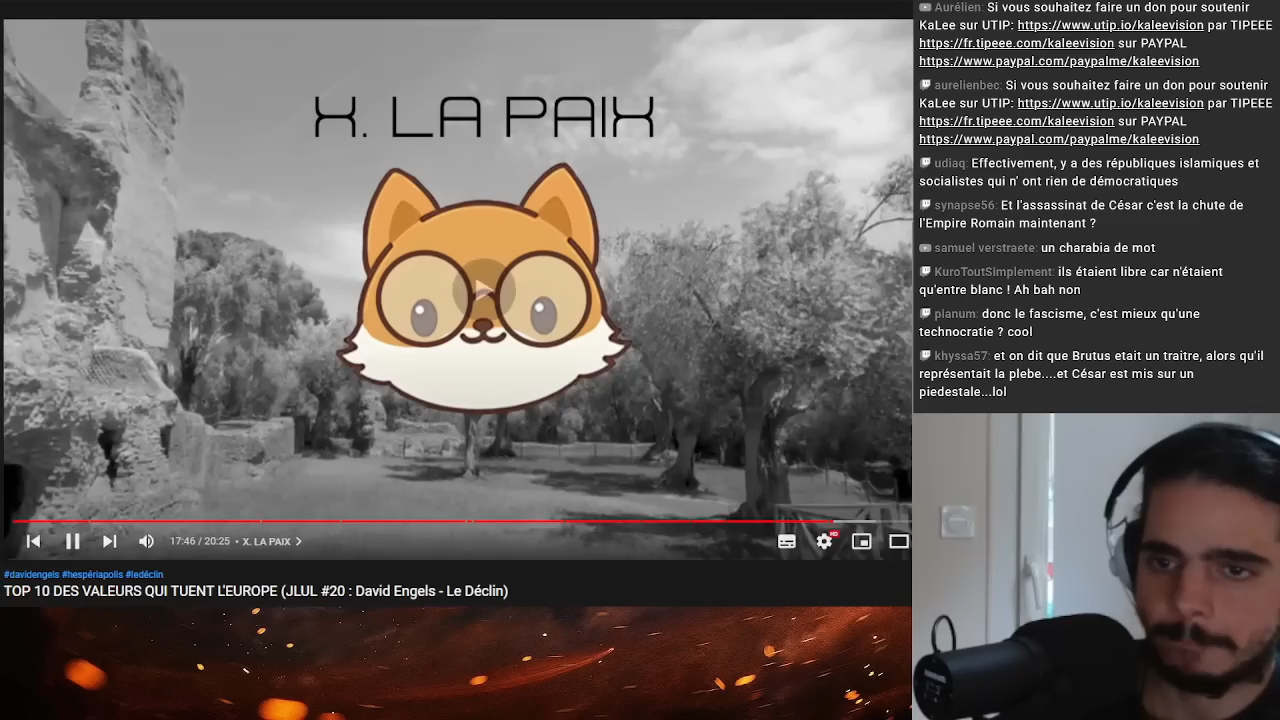 X. LA PAIX
17:46 / 20:25 • X. LA PAIX
HD
#davidengels #hespériapolis #ledéclin
TOP 10 DES VALEURS QUI TUENT L'EUROPE (JLUL #20 : David Engels - Le Déclin)
Aurélien: Si vous souhaitez faire un don pour soutenir
KaLee sur UTIP: https://www.utip.io/kaleevision par TIPEEE
https://fr.tipeee.com/kaleevision sur PAYPAL
https://www.paypal.com/paypalme/kaleevision
aurelienbec: Si vous souhaitez faire un don pour soutenir
KaLee sur UTIP: https://www.utip.io/kaleevision par TIPEEE
https://fr.tipeee.com/kaleevision sur PAYPAL
https://www.paypal.com/paypalme/kaleevision
udiaq: Effectivement, y a des républiques islamiques et
socialistes qui n' ont rien de démocratiques
synapse56: Et l'assassinat de César c'est la chute de
l'Empire Romain maintenant ?
samuel verstraete: un charabia de mot
KuroToutSimplement: ils étaient libre car n'étaient
qu'entre blanc ! Ah bah non
planum: donc le fascisme, c'est mieux qu'une
technocratie ? cool
khyssa57: et on dit que Brutus etait un traitre, alors qu'il
représentait la plebe....et César est mis sur un
piedestale...lol